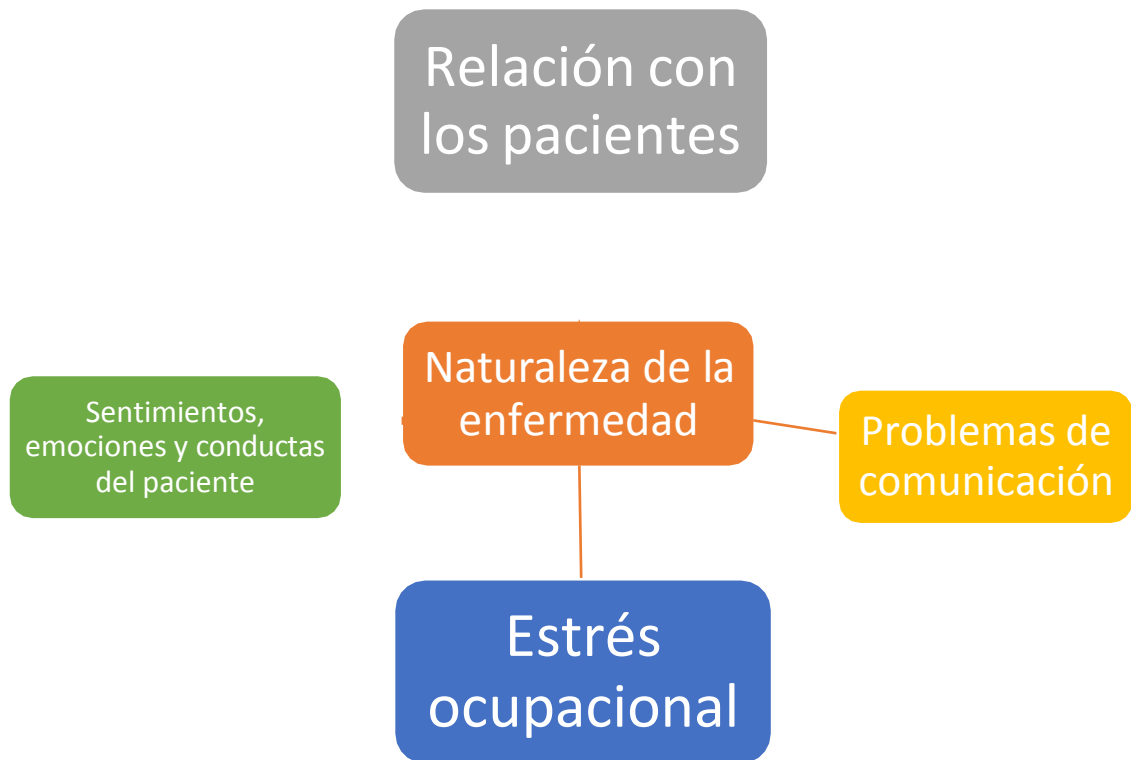 Relación con
los pacientes
Naturaleza de la
enfermedad
Sentimientos,
emociones y conductas
del paciente
Problemas de
comunicación
Estrés
ocupacional